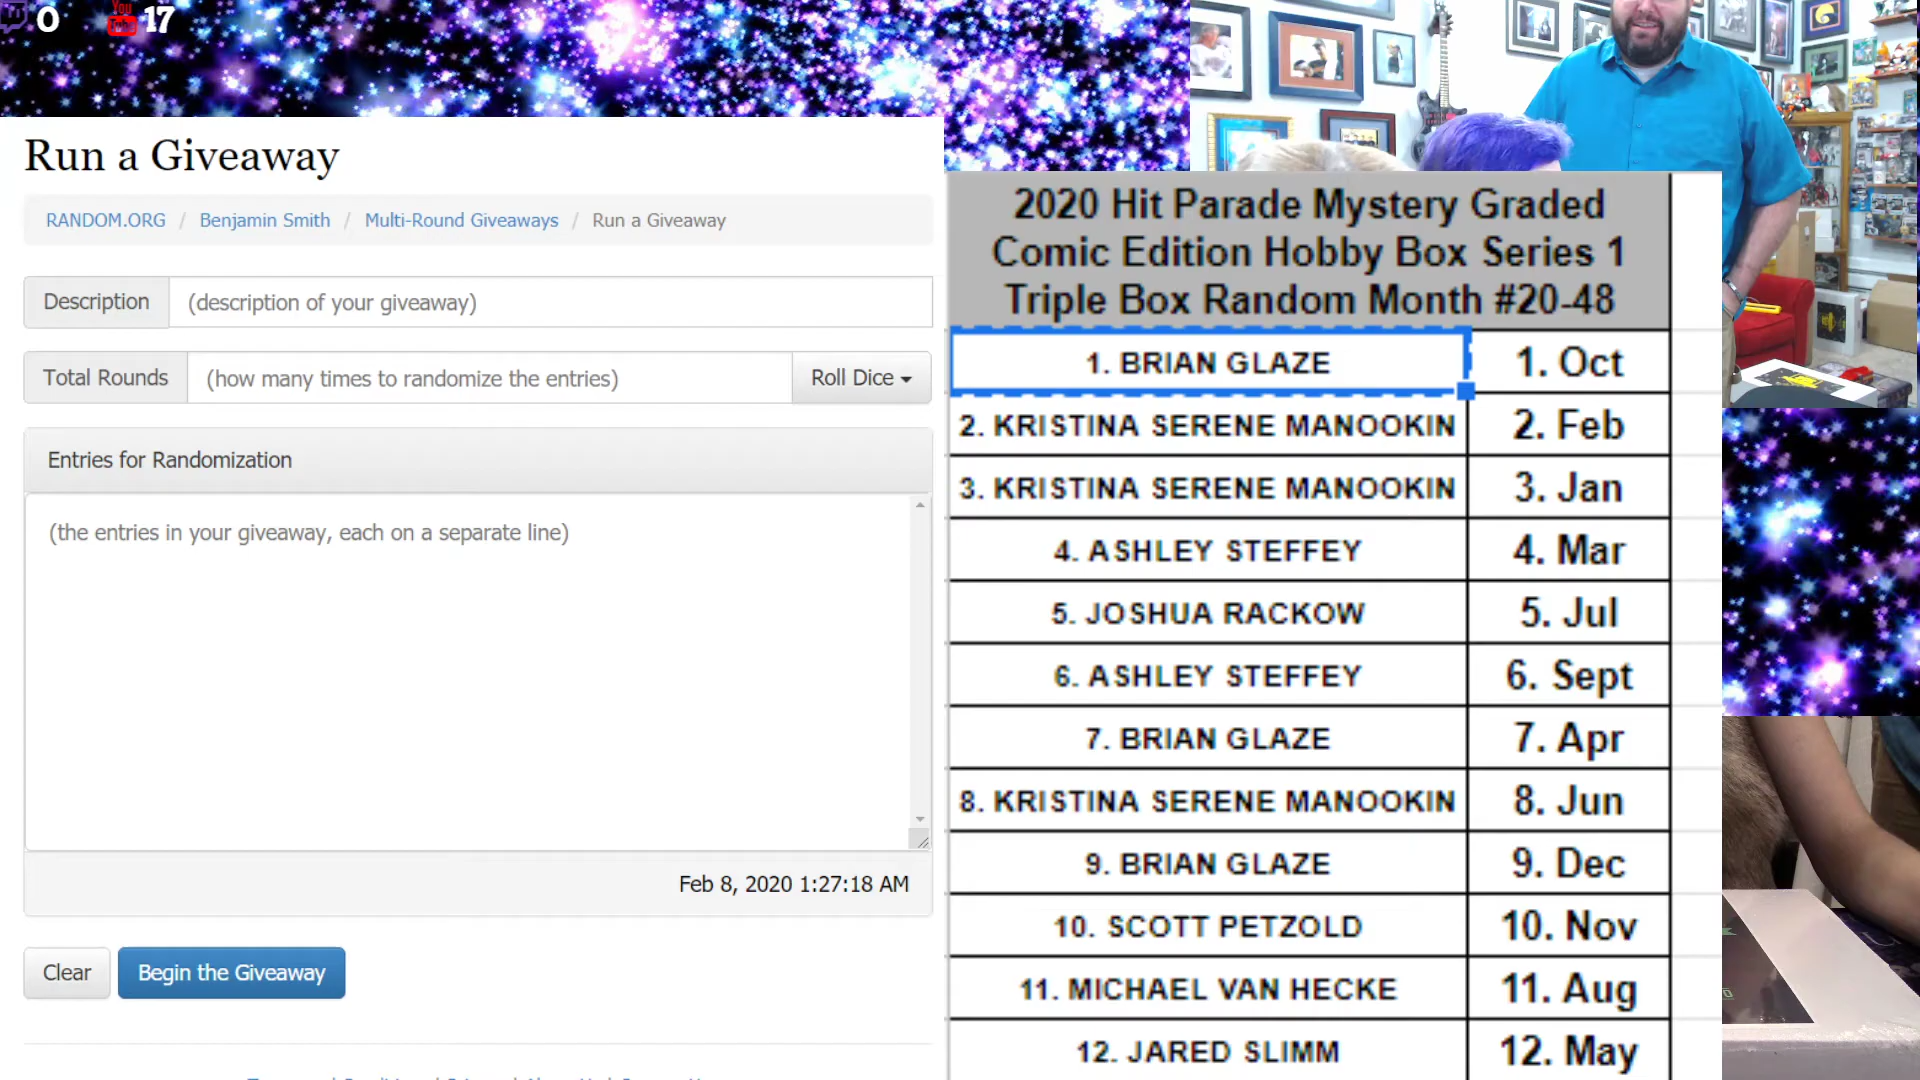 0 You Tube 17
Run a Giveaway
RANDOM.ORG / Benjamin Smith / Multi-Round Giveaways / Run a Giveaway
Description (description of your giveaway)
Total Rounds (how many times to randomize the entries) Roll Dice
Entries for Randomization
(the entries in your giveaway, each on a separate line)
Feb 8, 2020 1:27:18 AM
Clear Begin the Giveaway
2020 Hit Parade Mystery Graded
Comic Edition Hobby Box Series 1
Triple Box Random Month #20-48
1. BRIAN GLAZE 1. Oct
2. KRISTINA SERENE MANOOKIN 2. Feb
3. KRISTINA SERENE MANOOKIN 3. Jan
4. ASHLEY STEFFEY 4. Mar
5. JOSHUA RACKOW 5. Jul
6. ASHLEY STEFFEY 6. Sept
7. BRIAN GLAZE 7. Apr
8. KRISTINA SERENE MANOOKIN 8. Jun
9. BRIAN GLAZE 9. Dec
10. SCOTT PETZOLD 10. Nov
11. MICHAEL VAN HECKE 11. Aug
12. JARED SLIMM 12. May